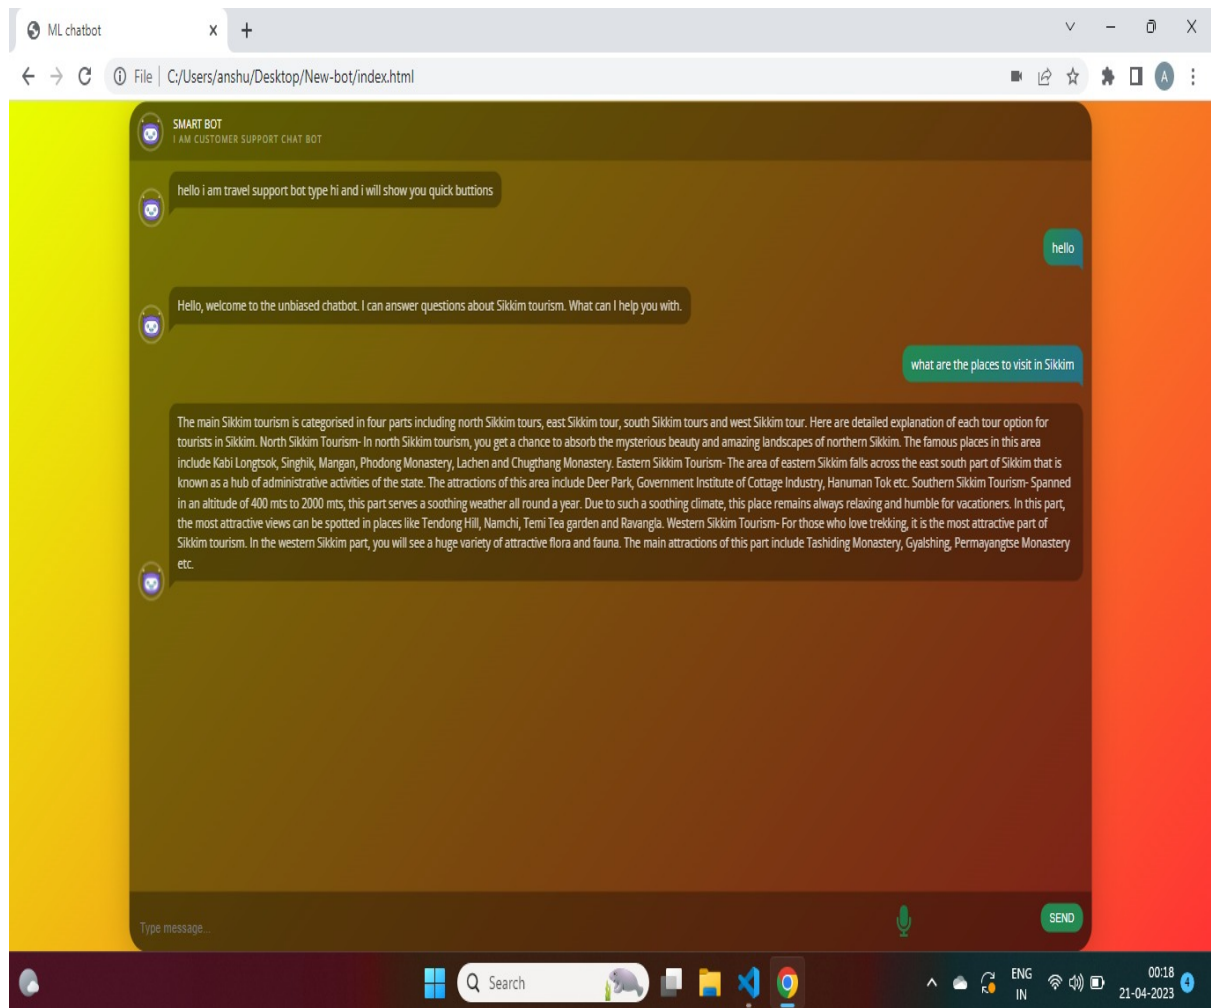 ML chatbot
File C:/Users/anshu/Desktop/New-bot/index.html
A
SMART BOT
I AM CUSTOMER SUPPORT CHAT BOT
hello i am travel support bot type hi and i will show you quick buttions
hello
Hello, welcome to the unbiased chatbot. I can answer questions about Sikkim tourism. What can I help you with.
what are the places to visit in Sikkim
The main Sikkim tourism is categorised in four parts including north Sikkim tours, east Sikkim tour, south Sikkim tours and west Sikkim tour. Here are detailed explanation of each tour option for
tourists in Sikkim. North Sikkim Tourism- In north Sikkim tourism, you get a chance to absorb the mysterious beauty and amazing landscapes of northern Sikkim. The famous places in this area
include Kabi Longtsok, Singhik, Mangan, Phodong Monastery, Lachen and Chugthang Monastery. Eastern Sikkim Tourism- The area of eastern Sikkim falls across the east south part of Sikkim that is
known as a hub of administrative activities of the state. The attractions of this area include Deer Park, Government Institute of Cottage Industry, Hanuman Tok etc. Southern Sikkim Tourism- Spanned
in an altitude of 400 mts to 2000 mts, this part serves a soothing weather all round a year. Due to such a soothing climate, this place remains always relaxing and humble for vacationers. In this part,
the most attractive views can be spotted in places like Tendong Hill, Namchi, Temi Tea garden and Ravangla. Western Sikkim Tourism- For those who love trekking, it is the most attractive part of
Sikkim tourism. In the western Sikkim part, you will see a huge variety of attractive flora and fauna. The main attractions of this part include Tashiding Monastery, Gyalshing, Permayangtse Monastery
etc.
Type message...
SEND
Search
ENG
IN
00:18
21-04-2023
4